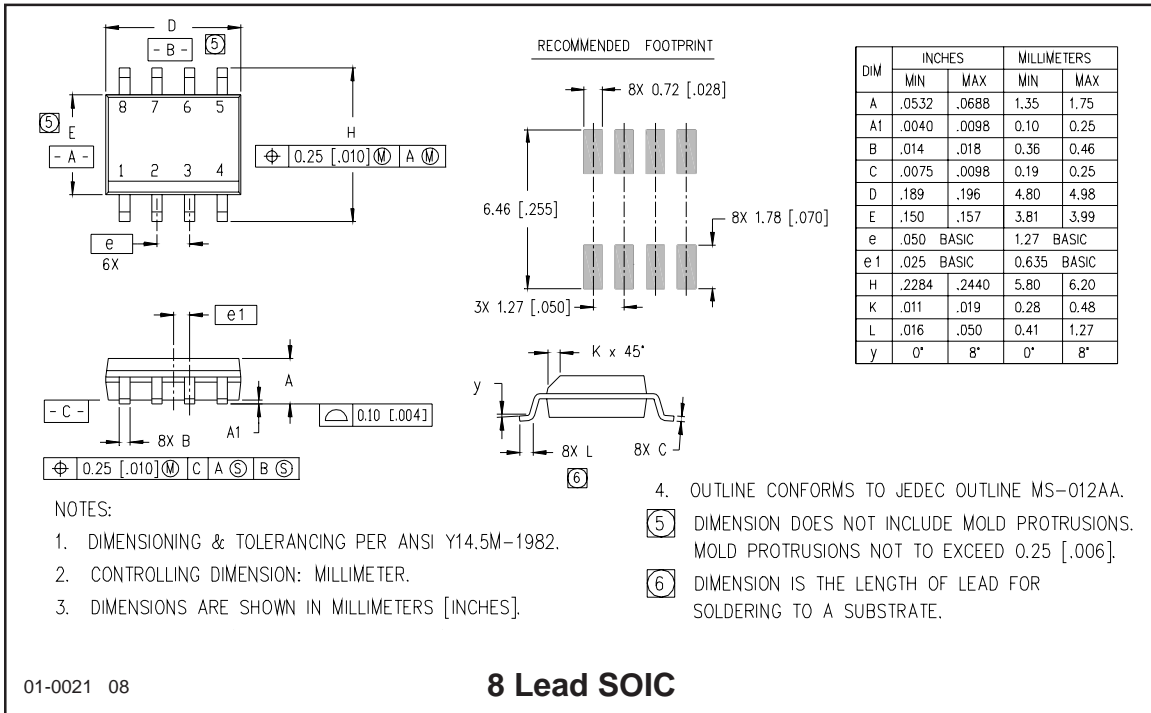 D
- B - 5
8 7 6 5
5 E
- A -
1 2 3 4
H
⌖ 0.25 [.010] Ⓜ A Ⓜ
e
6X
RECOMMENDED FOOTPRINT
8X 0.72 [.028]
6.46 [.255]
8X 1.78 [.070]
3X 1.27 [.050]
DIM INCHES MILLIMETERS
MIN MAX MIN MAX
A .0532 .0688 1.35 1.75
A1 .0040 .0098 0.10 0.25
B .014 .018 0.36 0.46
C .0075 .0098 0.19 0.25
D .189 .196 4.80 4.98
E .150 .157 3.81 3.99
e .050 BASIC 1.27 BASIC
e1 .025 BASIC 0.635 BASIC
H .2284 .2440 5.80 6.20
K .011 .019 0.28 0.48
L .016 .050 0.41 1.27
y 0° 8° 0° 8°
e1
A
- C -
8X B
A1
0.10 [.004]
⌖ 0.25 [.010] Ⓜ C A Ⓢ B Ⓢ
K x 45°
y
8X L
6
8X C
NOTES:
1. DIMENSIONING & TOLERANCING PER ANSI Y14.5M-1982.
2. CONTROLLING DIMENSION: MILLIMETER.
3. DIMENSIONS ARE SHOWN IN MILLIMETERS [INCHES].
4. OUTLINE CONFORMS TO JEDEC OUTLINE MS-012AA.
5 DIMENSION DOES NOT INCLUDE MOLD PROTRUSIONS.
MOLD PROTRUSIONS NOT TO EXCEED 0.25 [.006].
6 DIMENSION IS THE LENGTH OF LEAD FOR
SOLDERING TO A SUBSTRATE.
01-0021 08
8 Lead SOIC